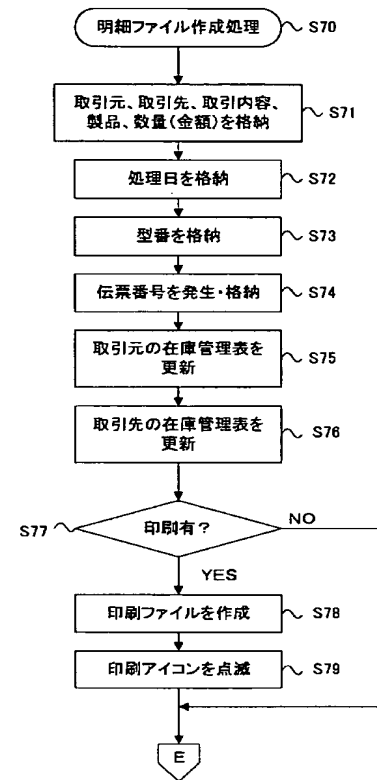 明細ファイル作成処理
S70
取引元、取引先、取引内容、
製品、数量(金額)を格納
S71
処理日を格納
S72
型番を格納
S73
伝票番号を発生・格納
S74
取引元の在庫管理表を
更新
S75
取引先の在庫管理表を
更新
S76
S77
印刷有?
NO
YES
印刷ファイルを作成
S78
印刷アイコンを点滅
S79
E